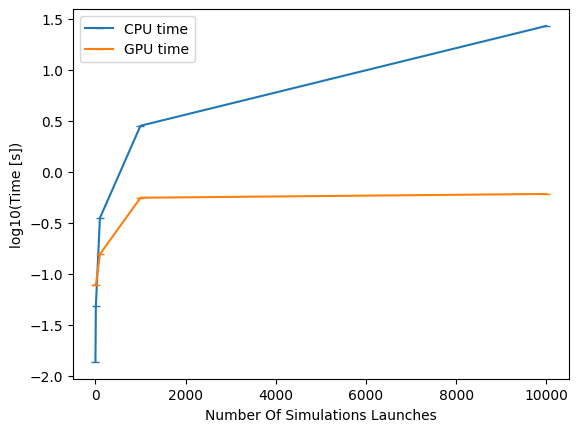 CPU time
GPU time
1.5
1.0
0.5
0.0
−0.5
−1.0
−1.5
−2.0
log10(Time [s])
0 2000 4000 6000 8000 10000
Number Of Simulations Launches